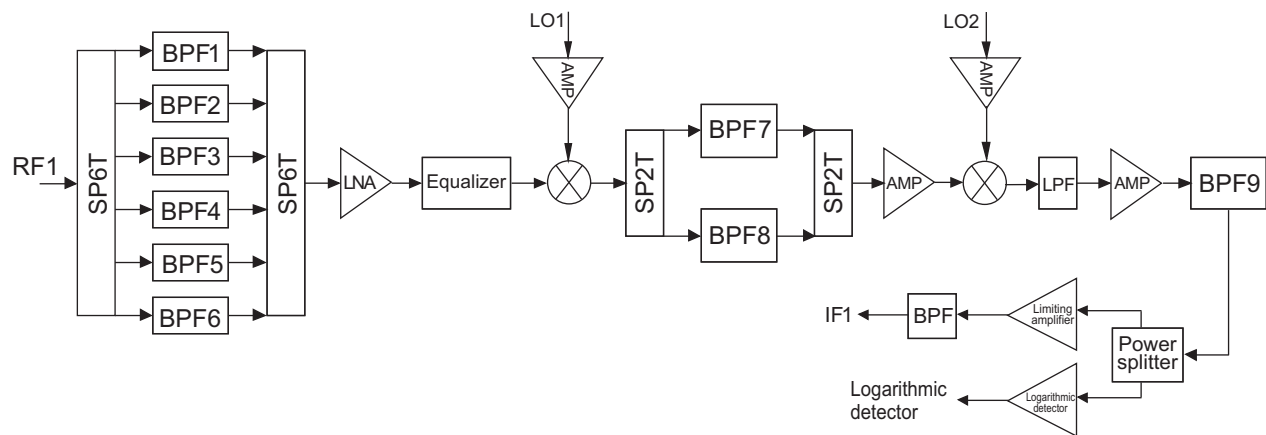 LO1
LO2
BPF1
BPF2
BPF3
BPF4
BPF5
BPF6
RF1
SP6T
SP6T
LNA
Equalizer
AMP
SP2T
BPF7
BPF8
SP2T
AMP
AMP
LPF
AMP
BPF9
IF1
BPF
Limiting
amplifier
Power
splitter
Logarithmic
detector
Logarithmic
detector